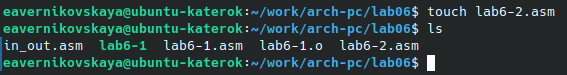 eavernikovskaya@ubuntu-katerok:~/work/arch-pc/lab06$ touch lab6-2.asm
eavernikovskaya@ubuntu-katerok:~/work/arch-pc/lab06$ ls
in_out.asm  lab6-1  lab6-1.asm  lab6-1.o  lab6-2.asm
eavernikovskaya@ubuntu-katerok:~/work/arch-pc/lab06$